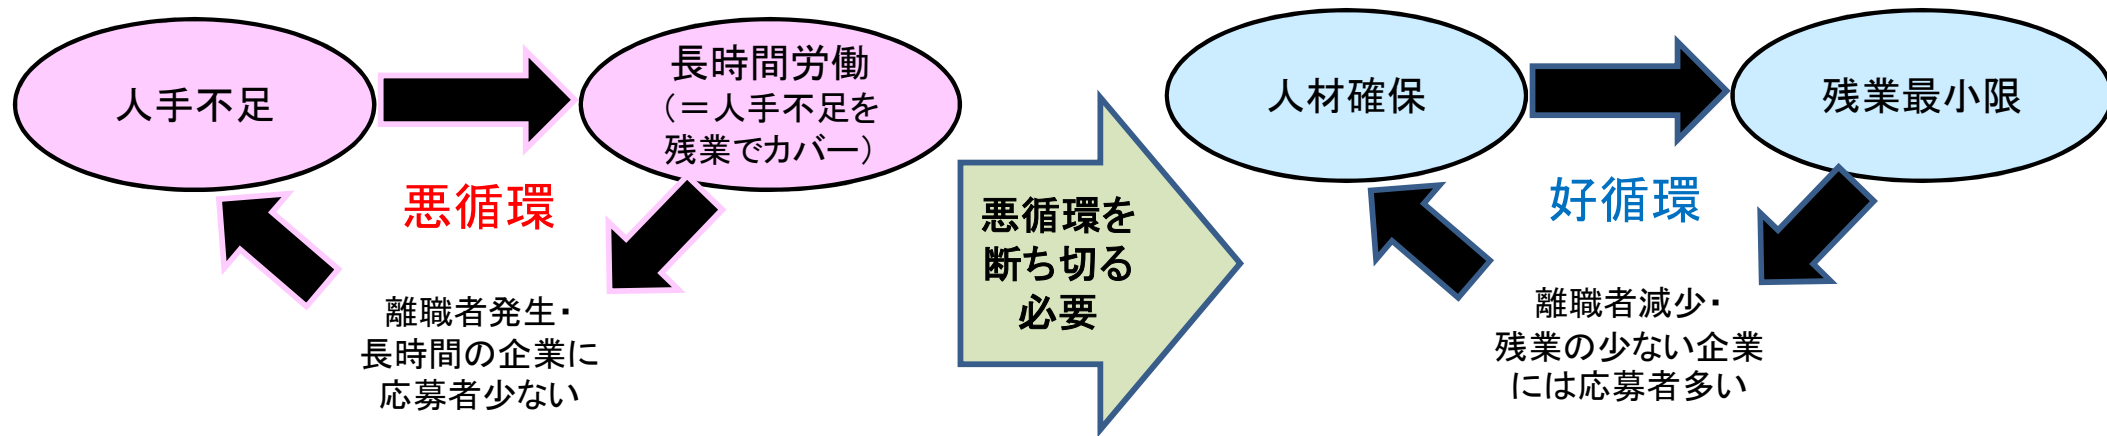 人手不足
長時間労働
(＝人手不足を
残業でカバー)
悪循環
離職者発生・
長時間の企業に
応募者少ない
悪循環を
断ち切る
必要
人材確保
残業最小限
好循環
離職者減少・
残業の少ない企業
には応募者多い